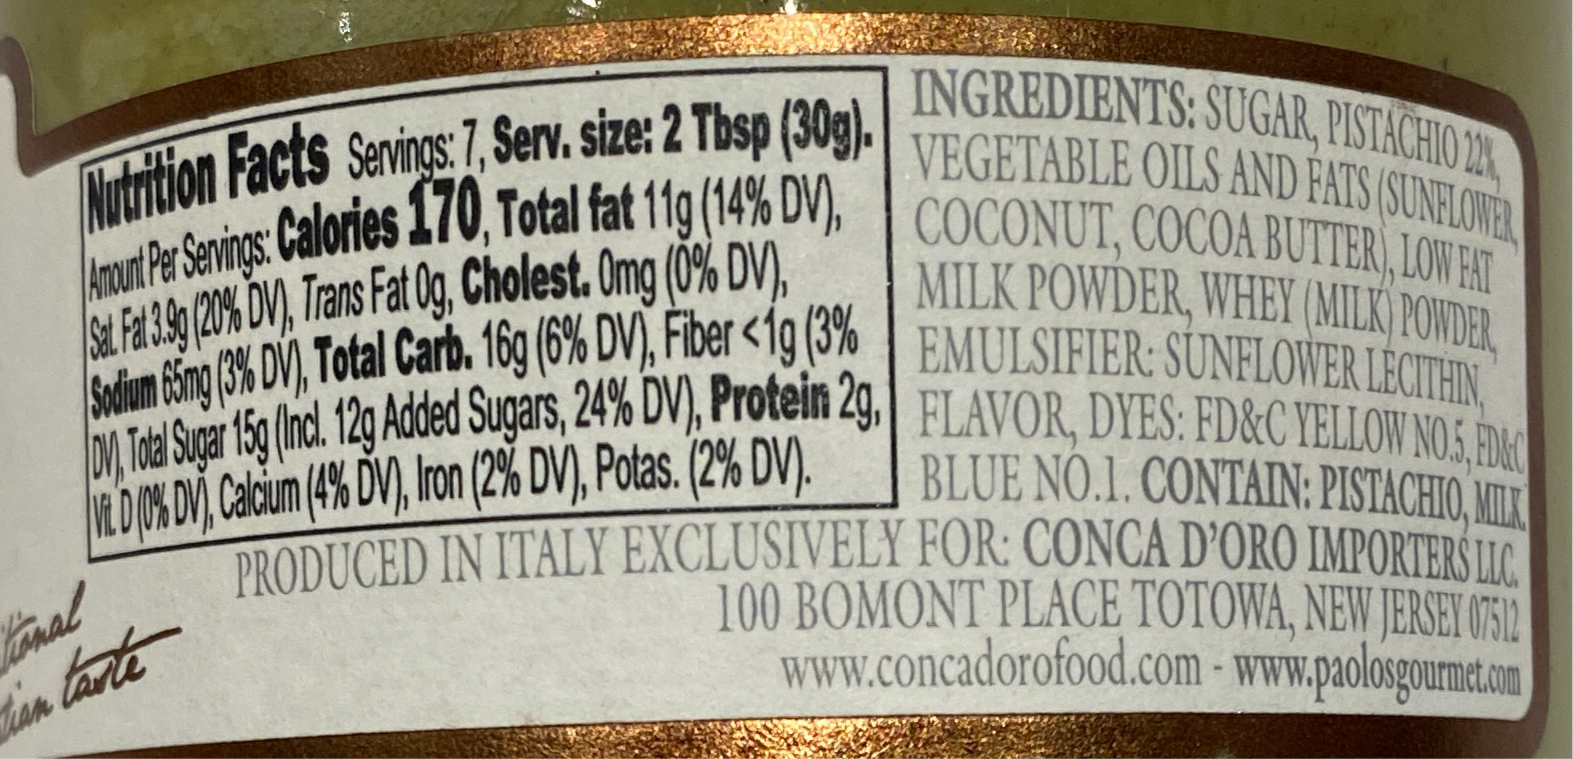 Nutrition Facts Servings: 7, Serv. size: 2 Tbsp (30g).
Amount Per Servings: Calories 170, Total fat 11g (14% DV),
Sat. Fat 3.9g (20% DV), Trans Fat 0g, Cholest. 0mg (0% DV),
Sodium 65mg (3% DV), Total Carb. 16g (6% DV), Fiber <1g (3%
DV), Total Sugar 15g (Incl. 12g Added Sugars, 24% DV), Protein 2g,
Vit. D (0% DV), Calcium (4% DV), Iron (2% DV), Potas. (2% DV).
INGREDIENTS: SUGAR, PISTACHIO 22%,
VEGETABLE OILS AND FATS (SUNFLOWER,
COCONUT, COCOA BUTTER), LOW FAT
MILK POWDER, WHEY (MILK) POWDER,
EMULSIFIER: SUNFLOWER LECITHIN,
FLAVOR, DYES: FD&C YELLOW NO.5, FD&C
BLUE NO.1. CONTAIN: PISTACHIO, MILK.
PRODUCED IN ITALY EXCLUSIVELY FOR: CONCA D'ORO IMPORTERS LLC.
100 BOMONT PLACE TOTOWA, NEW JERSEY 07512
www.concadorofood.com - www.paolosgourmet.com
taste